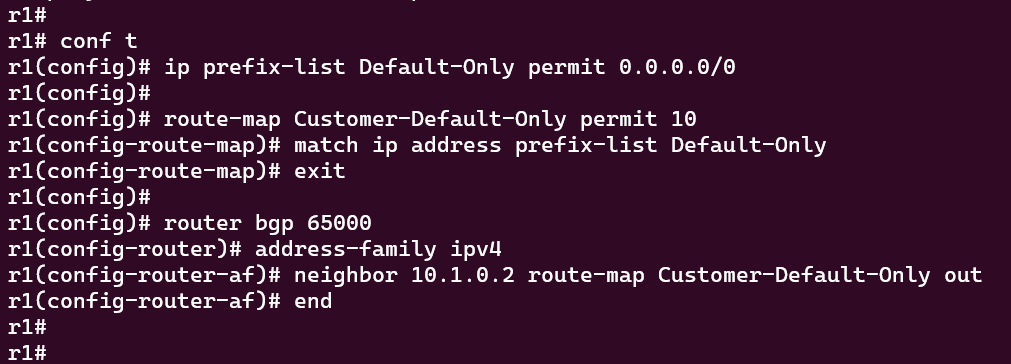 r1#
r1# conf t
r1(config)# ip prefix-list Default-Only permit 0.0.0.0/0
r1(config)#
r1(config)# route-map Customer-Default-Only permit 10
r1(config-route-map)# match ip address prefix-list Default-Only
r1(config-route-map)# exit
r1(config)#
r1(config)# router bgp 65000
r1(config-router)# address-family ipv4
r1(config-router-af)# neighbor 10.1.0.2 route-map Customer-Default-Only out
r1(config-router-af)# end
r1#
r1#